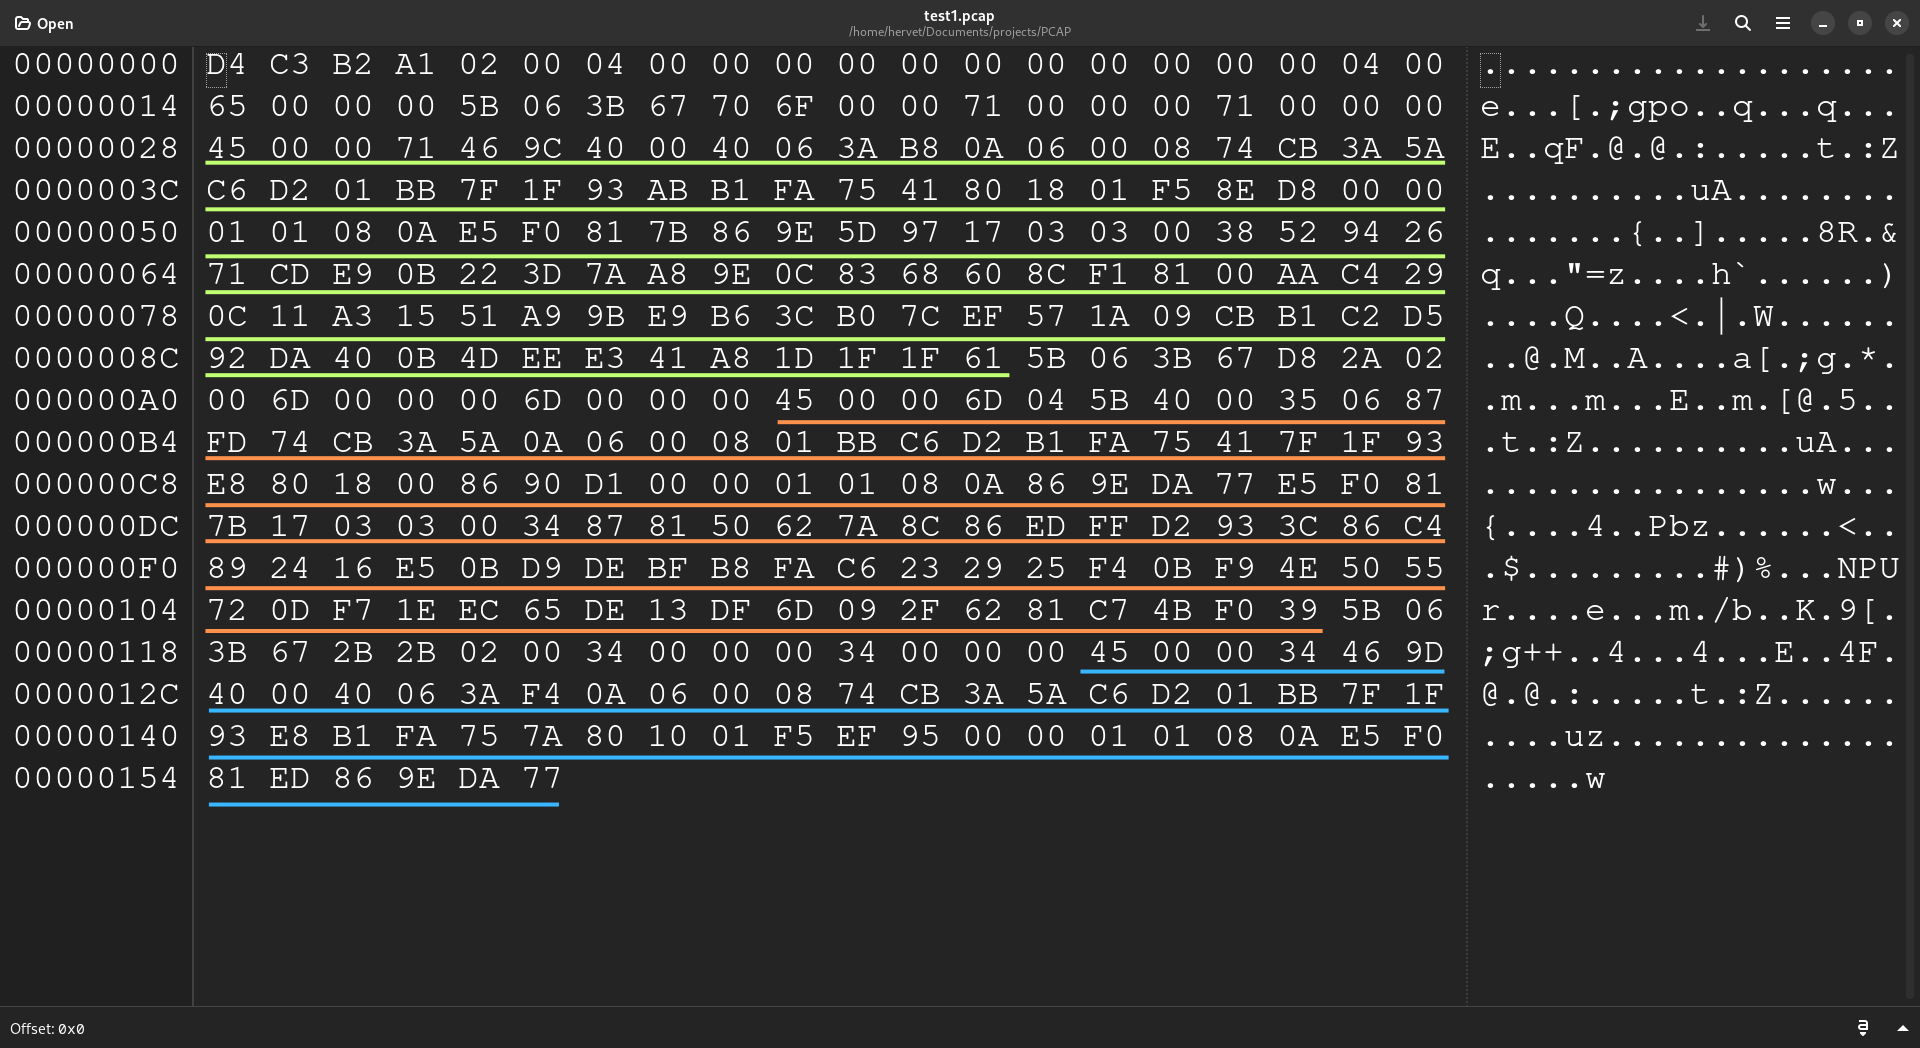 Open
test1.pcap
/home/hervet/Documents/projects/PCAP
00000000 D4 C3 B2 A1 02 00 04 00 00 00 00 00 00 00 00 00 00 00 04 00 ....................
00000014 65 00 00 00 5B 06 3B 67 70 6F 00 00 71 00 00 00 71 00 00 00 e...[.;gpo..q...q...
00000028 45 00 00 71 46 9C 40 00 40 06 3A B8 0A 06 00 08 74 CB 3A 5A E..qF.@.@.:.....t.:Z
0000003C C6 D2 01 BB 7F 1F 93 AB B1 FA 75 41 80 18 01 F5 8E D8 00 00 ..........uA........
00000050 01 01 08 0A E5 F0 81 7B 86 9E 5D 97 17 03 03 00 38 52 94 26 .......{..].....8R.&
00000064 71 CD E9 0B 22 3D 7A A8 9E 0C 83 68 60 8C F1 81 00 AA C4 29 q..."=z....h`......)
00000078 0C 11 A3 15 51 A9 9B E9 B6 3C B0 7C EF 57 1A 09 CB B1 C2 D5 ....Q....<.|.W......
0000008C 92 DA 40 0B 4D EE E3 41 A8 1D 1F 1F 61 5B 06 3B 67 D8 2A 02 ..@.M..A....a[.;g.*.
000000A0 00 6D 00 00 00 6D 00 00 00 45 00 00 6D 04 5B 40 00 35 06 87 .m...m...E..m.[@.5..
000000B4 FD 74 CB 3A 5A 0A 06 00 08 01 BB C6 D2 B1 FA 75 41 7F 1F 93 .t.:Z..........uA...
000000C8 E8 80 18 00 86 90 D1 00 00 01 01 08 0A 86 9E DA 77 E5 F0 81 ................w...
000000DC 7B 17 03 03 00 34 87 81 50 62 7A 8C 86 ED FF D2 93 3C 86 C4 {....4..Pbz......<..
000000F0 89 24 16 E5 0B D9 DE BF B8 FA C6 23 29 25 F4 0B F9 4E 50 55 .$.........#)%...NPU
00000104 72 0D F7 1E EC 65 DE 13 DF 6D 09 2F 62 81 C7 4B F0 39 5B 06 r....e...m./b..K.9[.
00000118 3B 67 2B 2B 02 00 34 00 00 00 34 00 00 00 45 00 00 34 46 9D ;g++..4...4...E..4F.
0000012C 40 00 40 06 3A F4 0A 06 00 08 74 CB 3A 5A C6 D2 01 BB 7F 1F @.@.:.....t.:Z......
00000140 93 E8 B1 FA 75 7A 80 10 01 F5 EF 95 00 00 01 01 08 0A E5 F0 ....uz..............
00000154 81 ED 86 9E DA 77 .....w
Offset: 0x0